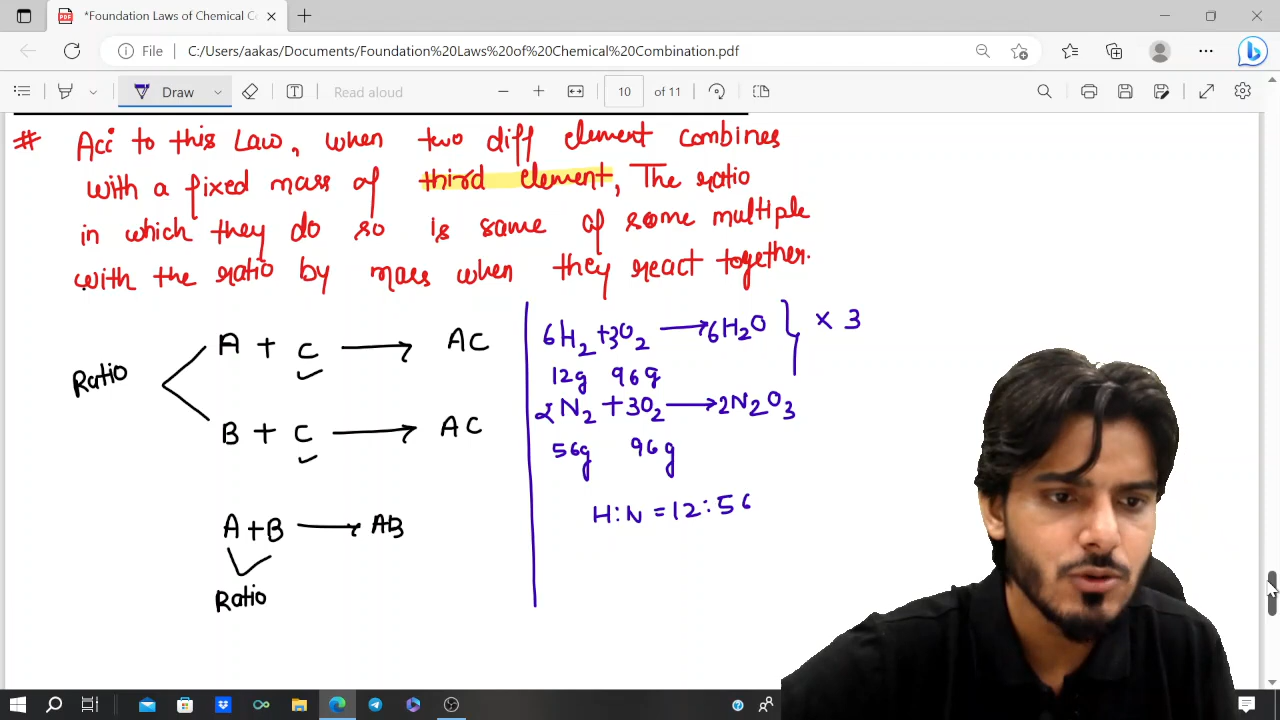 *Foundation Laws of Chemical Co
File C:/Users/aakas/Documents/Foundation%20Laws%20of%20Chemical%20Combination.pdf
Draw Read aloud 10 of 11
# Acc to this Law, when two diff element combines
with a fixed mass of third element, The ratio
in which they do so is same of some multiple
with the ratio by mass when they react together.
Ratio
A + C → AC
B + C → AC
A+B → AB
Ratio
6H2 +3O2 → 6H2O } × 3
12g 96g
2N2 + 3O2 → 2N2O3
56g 96g
H:N = 12:56